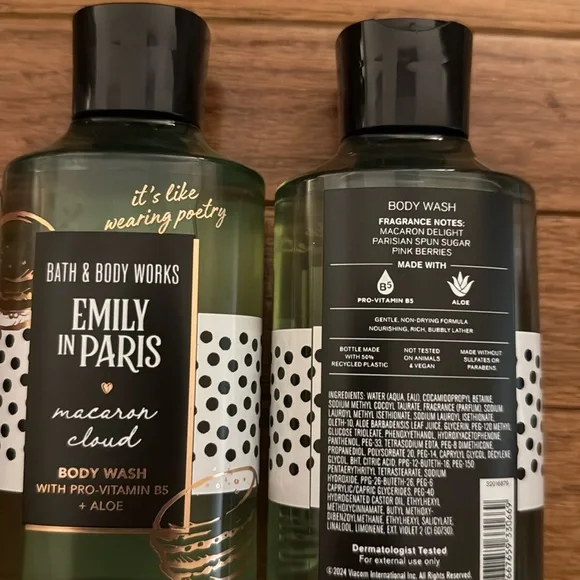 it's like
wearing poetry
BATH & BODY WORKS
EMILY
IN PARIS
macaron
cloud
BODY WASH
WITH PRO-VITAMIN B5
+ ALOE
BODY WASH
FRAGRANCE NOTES:
MACARON DELIGHT
PARISIAN SPUN SUGAR
PINK BERRIES
MADE WITH
B5
PRO-VITAMIN B5 ALOE
GENTLE, NON-DRYING FORMULA
NOURISHING, RICH, BUBBLY LATHER
BOTTLE MADE WITH 50% RECYCLED PLASTIC
NOT TESTED ON ANIMALS & VEGAN
MADE WITHOUT SULFATES OR PARABENS.
INGREDIENTS: WATER (AQUA, EAU), COCAMIDOPROPYL BETAINE,
SODIUM METHYL COCOYL TAURATE, FRAGRANCE (PARFUM), SODIUM
LAUROYL METHYL ISETHIONATE, SODIUM LAUROYL ISETHIONATE,
OLETH-10, ALOE BARBADENSIS LEAF JUICE, GLYCERIN, PEG-120 METHYL
GLUCOSE TRIOLEATE, PHENOXYETHANOL, HYDROXYACETOPHENONE,
PANTHENOL, PEG-33, TETRASODIUM EDTA, PEG-8 DIMETHICONE,
PROPANEDIOL, POLYSORBATE 20, PEG-14, CAPRYLYL GLYCOL, DECYLENE
GLYCOL, BHT, CITRIC ACID, PPG-12-BUTETH-16, PEG-150
PENTAERYTHRITYL TETRASTEARATE, SODIUM
HYDROXIDE, PPG-26-BUTETH-26, PEG-6
CAPRYLIC/CAPRIC GLYCERIDES, PEG-40
HYDROGENATED CASTOR OIL, ETHYLHEXYL
METHOXYCINNAMATE, BUTYL METHOXY-
DIBENZOYLMETHANE, ETHYLHEXYL SALICYLATE,
LINALOOL, LIMONENE, EXT. VIOLET 2 (CI 60730).
Dermatologist Tested
For external use only
©2024 Viacom International Inc. All Rights